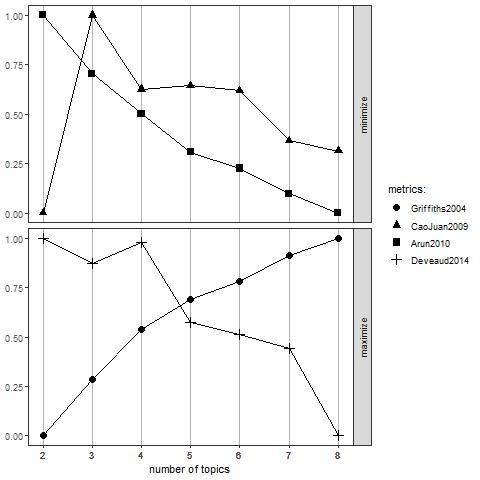 1.00
0.75
0.50
0.25
0.00
minimize
1.00
0.75
0.50
0.25
0.00
maximize
2 3 4 5 6 7 8
number of topics
metrics:
Griffiths2004
CaoJuan2009
Arun2010
Deveaud2014